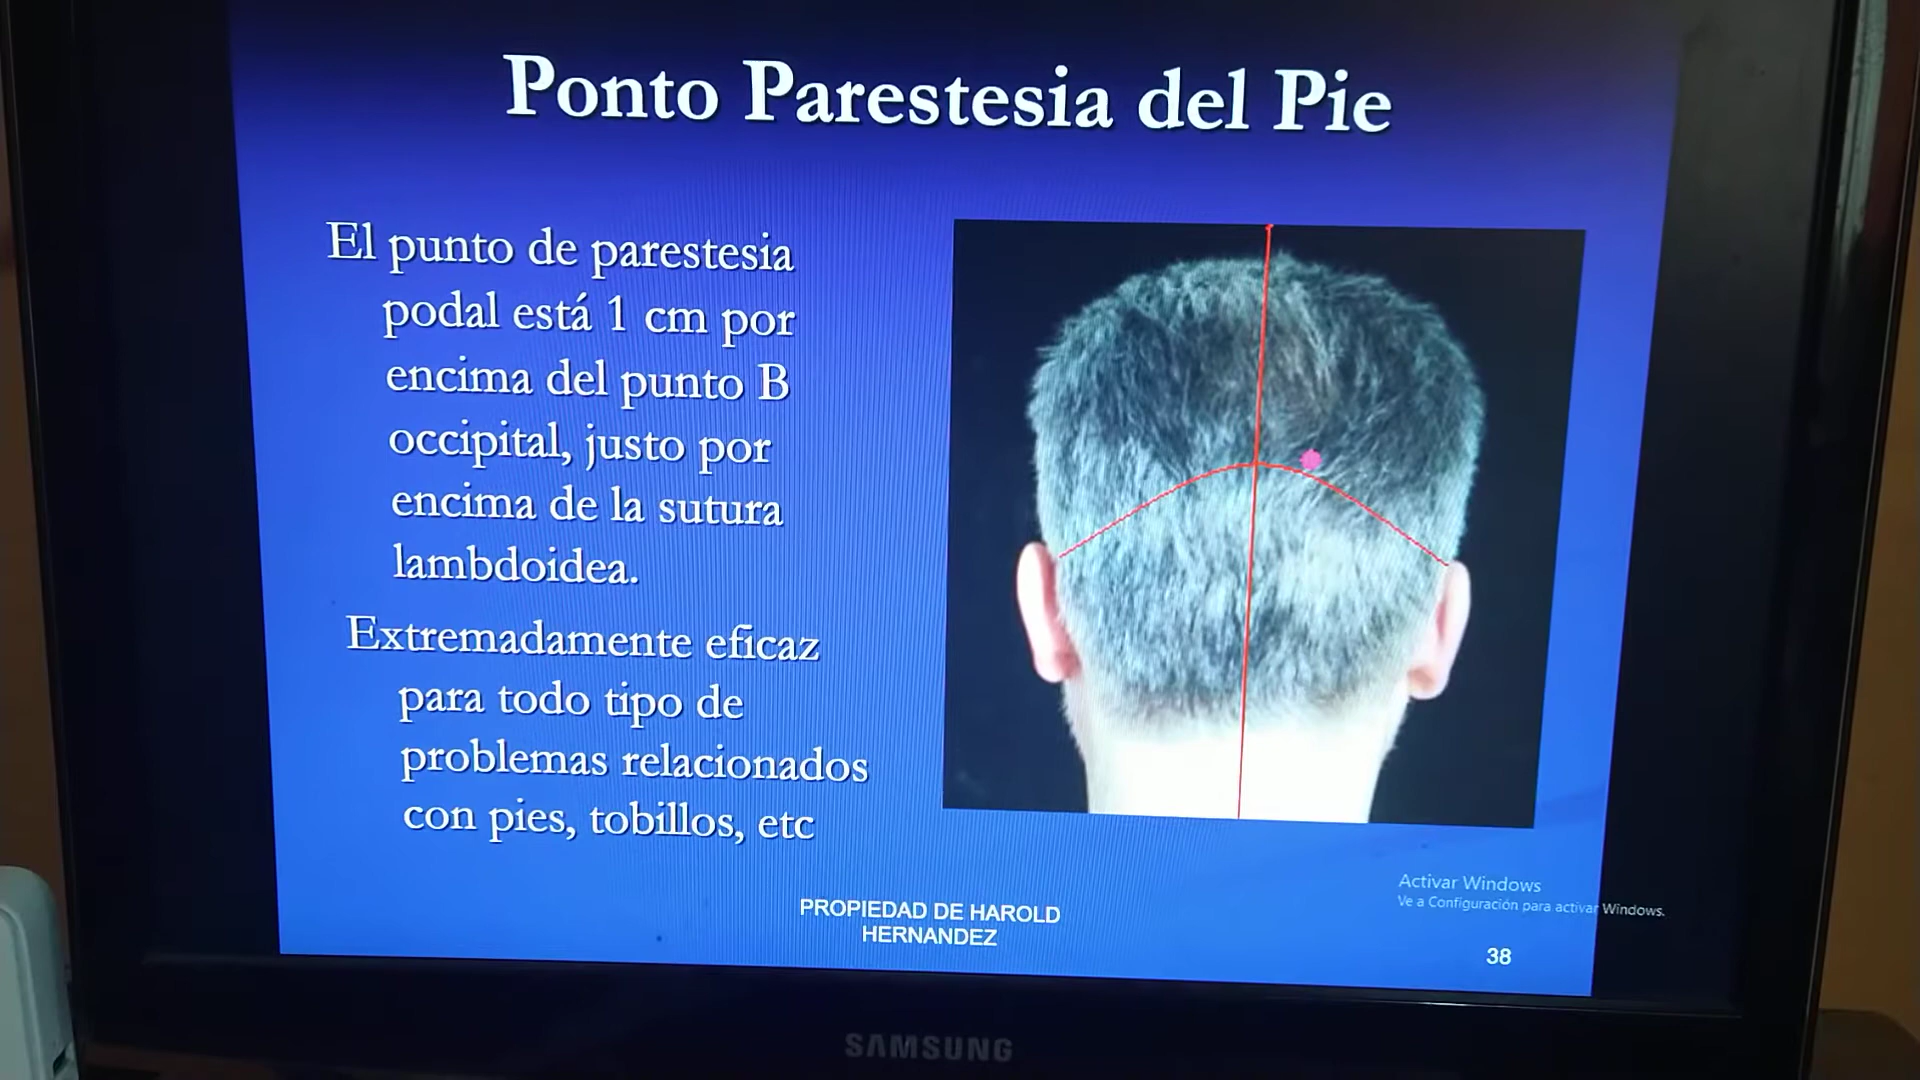 Ponto Parestesia del Pie
El punto de parestesia
podal está 1 cm por
encima del punto B
occipital, justo por
encima de la sutura
lambdoidea.
Extremadamente eficaz
para todo tipo de
problemas relacionados
con pies, tobillos, etc
PROPIEDAD DE HAROLD
HERNANDEZ
Activar Windows
Ve a Configuración para activar Windows.
38
SAMSUNG